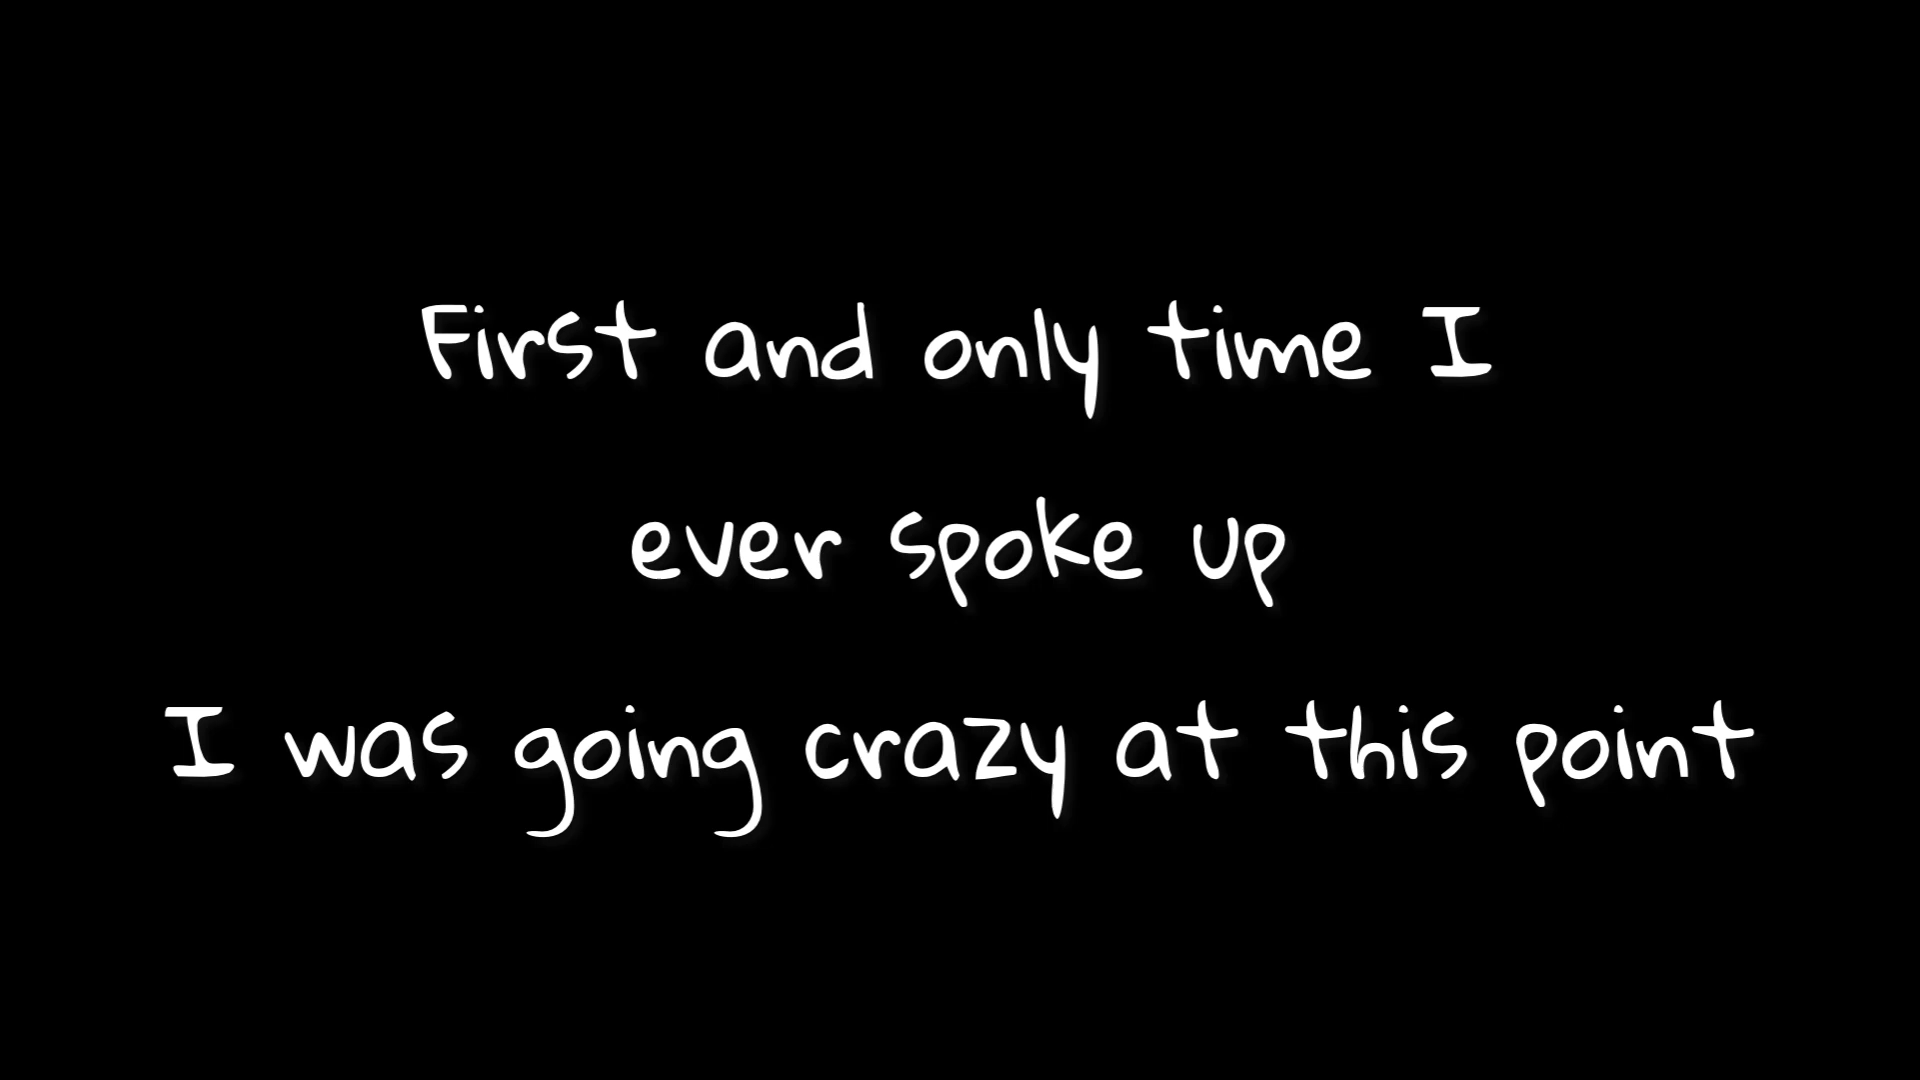 First and only time I
ever spoke up
I was going crazy at this point